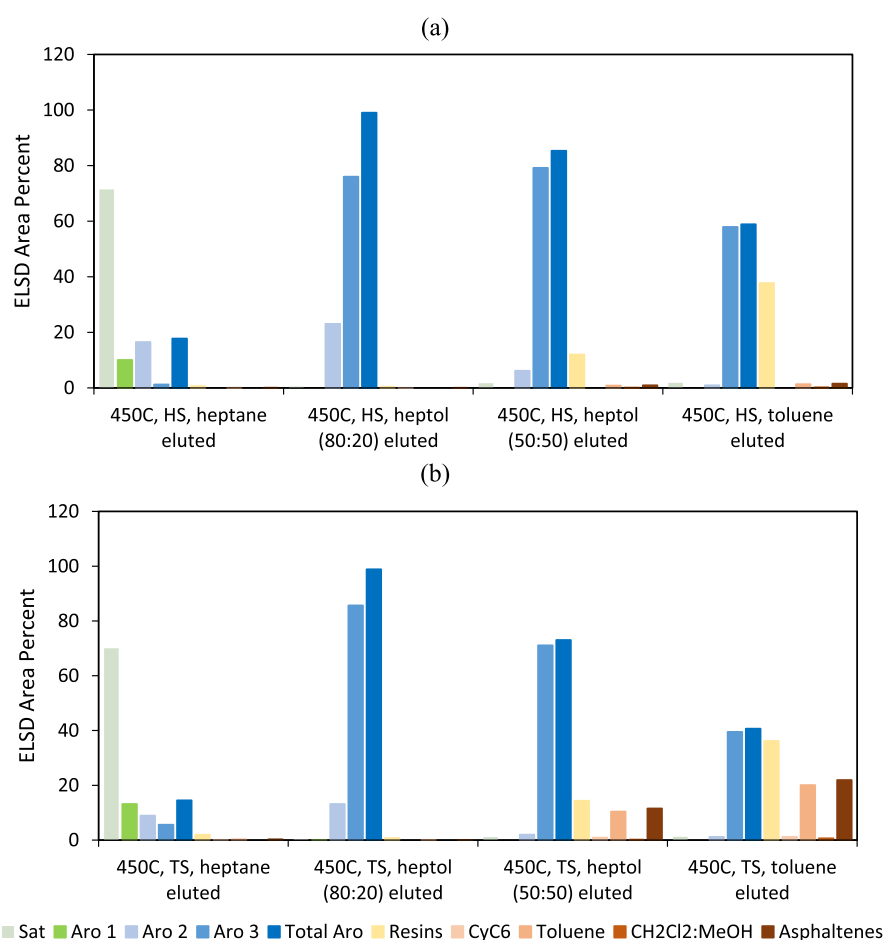 (a)
120
100
80
60
40
20
0
ELSD Area Percent
450C, HS, heptane eluted
450C, HS, heptol (80:20) eluted
450C, HS, heptol (50:50) eluted
450C, HS, toluene eluted
(b)
120
100
80
60
40
20
0
ELSD Area Percent
450C, TS, heptane eluted
450C, TS, heptol (80:20) eluted
450C, TS, heptol (50:50) eluted
450C, TS, toluene eluted
Sat Aro 1 Aro 2 Aro 3 Total Aro Resins CyC6 Toluene CH2Cl2:MeOH Asphaltenes